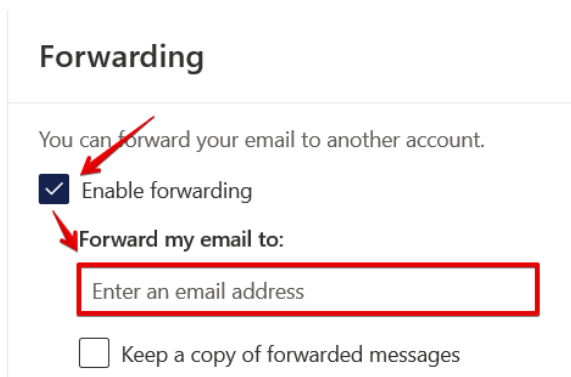 Forwarding
You can forward your email to another account.
Enable forwarding
Forward my email to:
Enter an email address
Keep a copy of forwarded messages